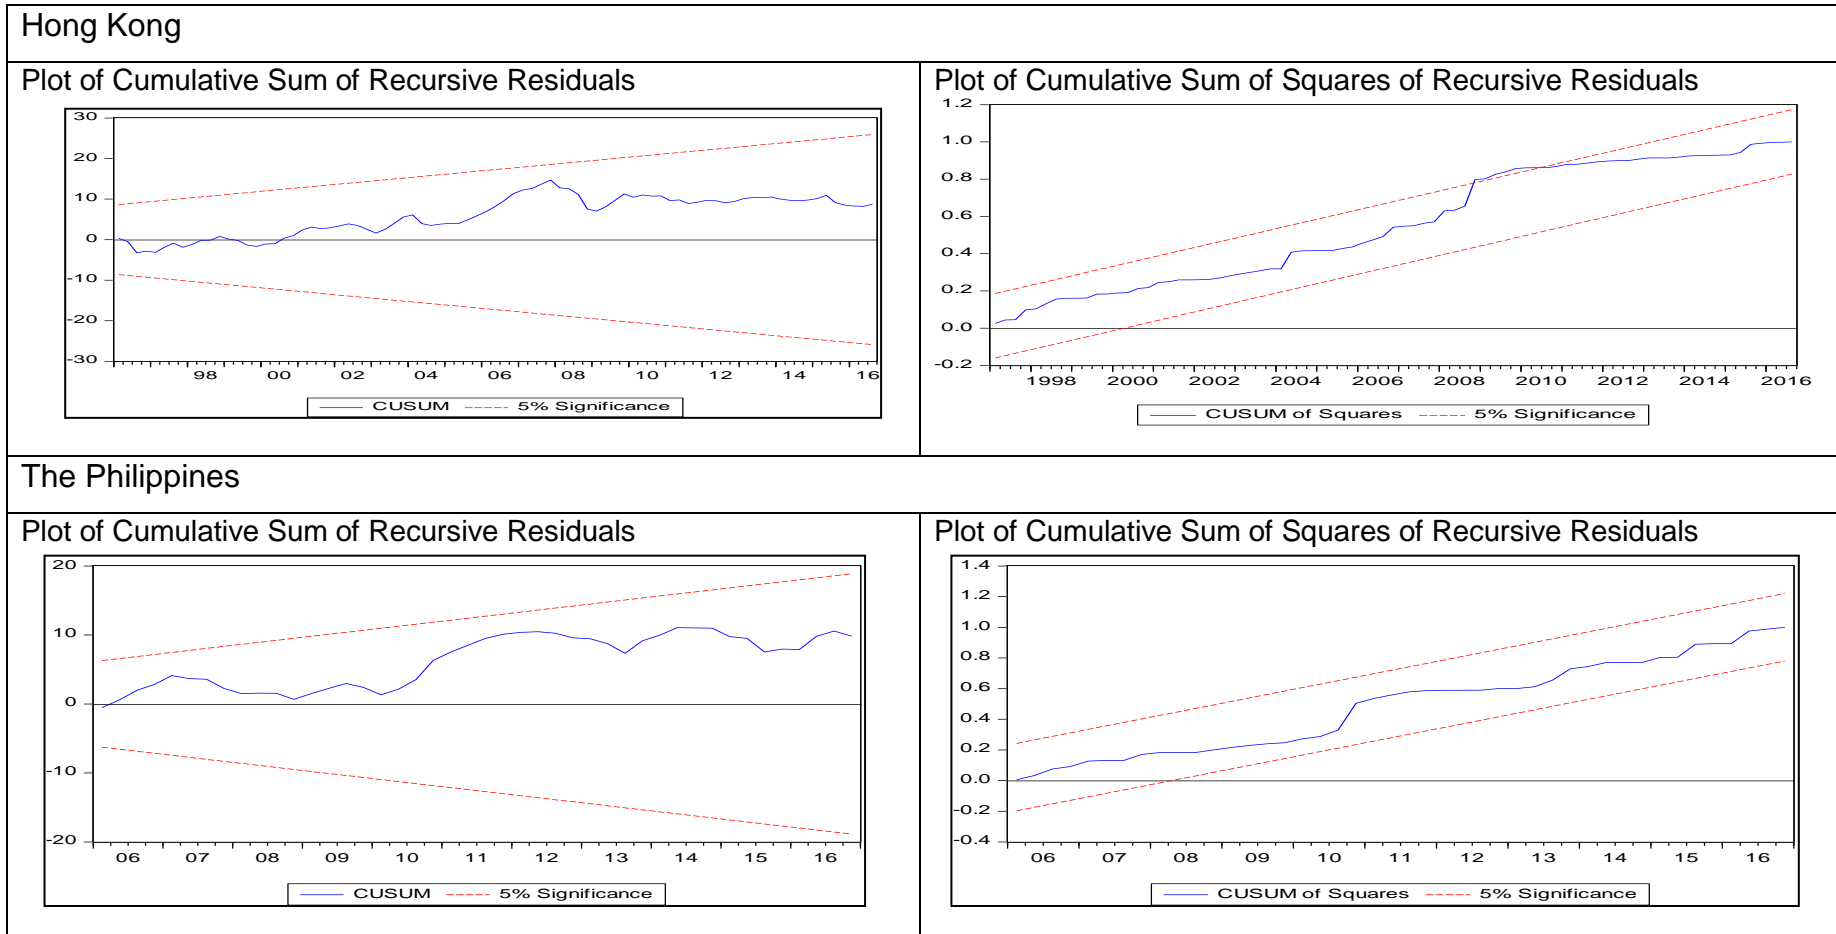 Hong Kong
Plot of Cumulative Sum of Recursive Residuals
30
20
10
0
-10
-20
-30
98 00 02 04 06 08 10 12 14 16
CUSUM 5% Significance
Plot of Cumulative Sum of Squares of Recursive Residuals
1.2
1.0
0.8
0.6
0.4
0.2
0.0
-0.2
1998 2000 2002 2004 2006 2008 2010 2012 2014 2016
CUSUM of Squares 5% Significance
The Philippines
Plot of Cumulative Sum of Recursive Residuals
20
10
0
-10
-20
06 07 08 09 10 11 12 13 14 15 16
CUSUM 5% Significance
Plot of Cumulative Sum of Squares of Recursive Residuals
1.4
1.2
1.0
0.8
0.6
0.4
0.2
0.0
-0.2
-0.4
06 07 08 09 10 11 12 13 14 15 16
CUSUM of Squares 5% Significance